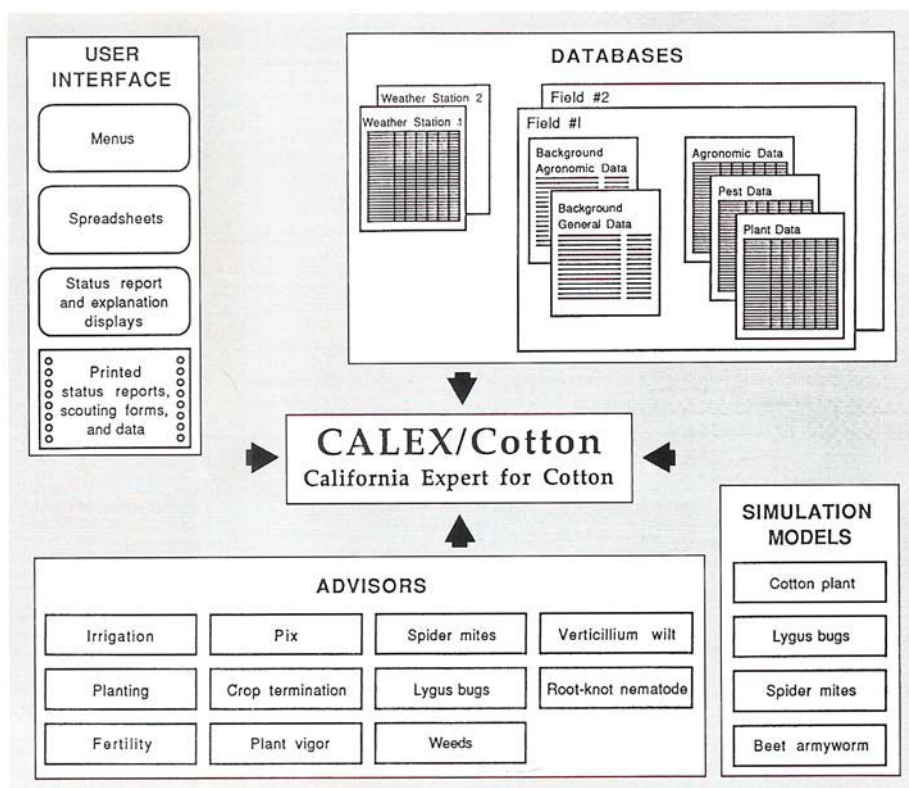 USER
INTERFACE
Menus
Spreadsheets
Status report
and explanation
displays
Printed
status reports,
scouting forms,
and data
DATABASES
Weather Station 2
Weather Station 1
Field #2
Field #1
Background
Agronomic Data
Background
General Data
Agronomic Data
Pest Data
Plant Data
CALEX/Cotton
California Expert for Cotton
ADVISORS
Irrigation
Pix
Spider mites
Verticillium wilt
Planting
Crop termination
Lygus bugs
Root-knot nematode
Fertility
Plant vigor
Weeds
SIMULATION
MODELS
Cotton plant
Lygus bugs
Spider mites
Beet armyworm